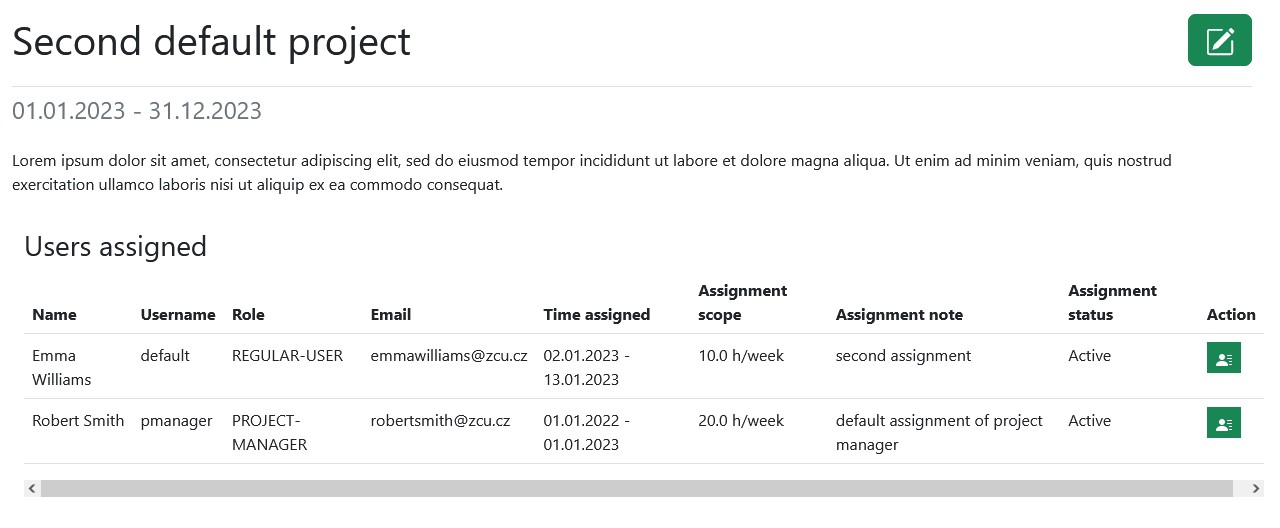 Second default project
01.01.2023 - 31.12.2023
Lorem ipsum dolor sit amet, consectetur adipiscing elit, sed do eiusmod tempor incididunt ut labore et dolore magna aliqua. Ut enim ad minim veniam, quis nostrud
exercitation ullamco laboris nisi ut aliquip ex ea commodo consequat.
Users assigned
Assignment Assignment
Name Username Role Email Time assigned scope Assignment note status Action
Emma default REGULAR-USER emmawilliams@zcu.cz 02.01.2023 - 10.0 h/week second assignment Active
Williams 13.01.2023
Robert Smith pmanager PROJECT- robertsmith@zcu.cz 01.01.2022 - 20.0 h/week default assignment of project Active
MANAGER 01.01.2023 manager